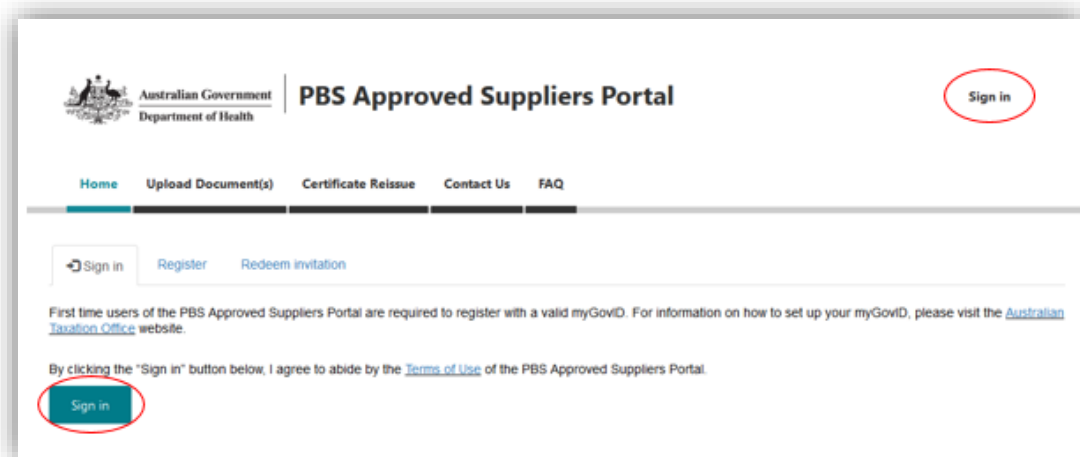 Australian Government
Department of Health
PBS Approved Suppliers Portal
Sign in
Home Upload Document(s) Certificate Reissue Contact Us FAQ
Sign in Register Redeem invitation
First time users of the PBS Approved Suppliers Portal are required to register with a valid myGovID. For information on how to set up your myGovID, please visit the Australian
Taxation Office website.
By clicking the "Sign in" button below, I agree to abide by the Terms of Use of the PBS Approved Suppliers Portal.
Sign in